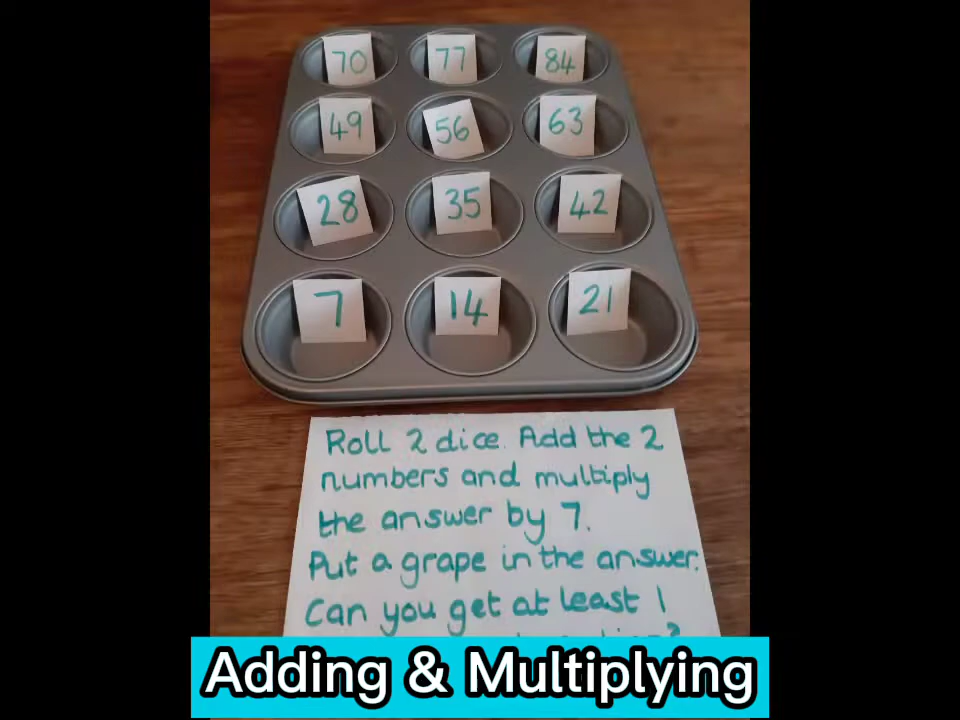 70 77 84
49 56 63
28 35 42
7 14 21
Roll 2 dice. Add the 2
numbers and multiply
the answer by 7.
Put a grape in the answer.
Can you get at least 1
Adding & Multiplying